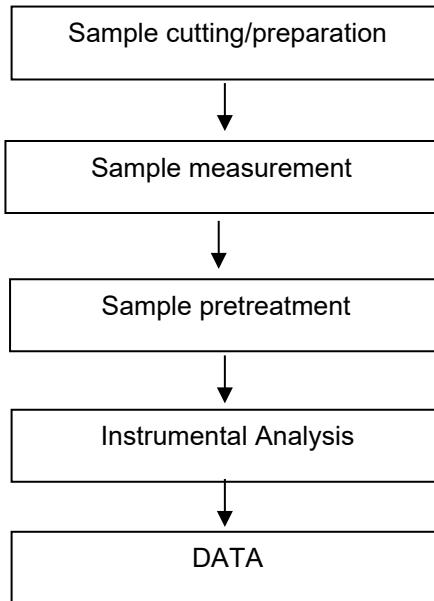 Sample cutting/preparation
Sample measurement
Sample pretreatment
Instrumental Analysis
DATA